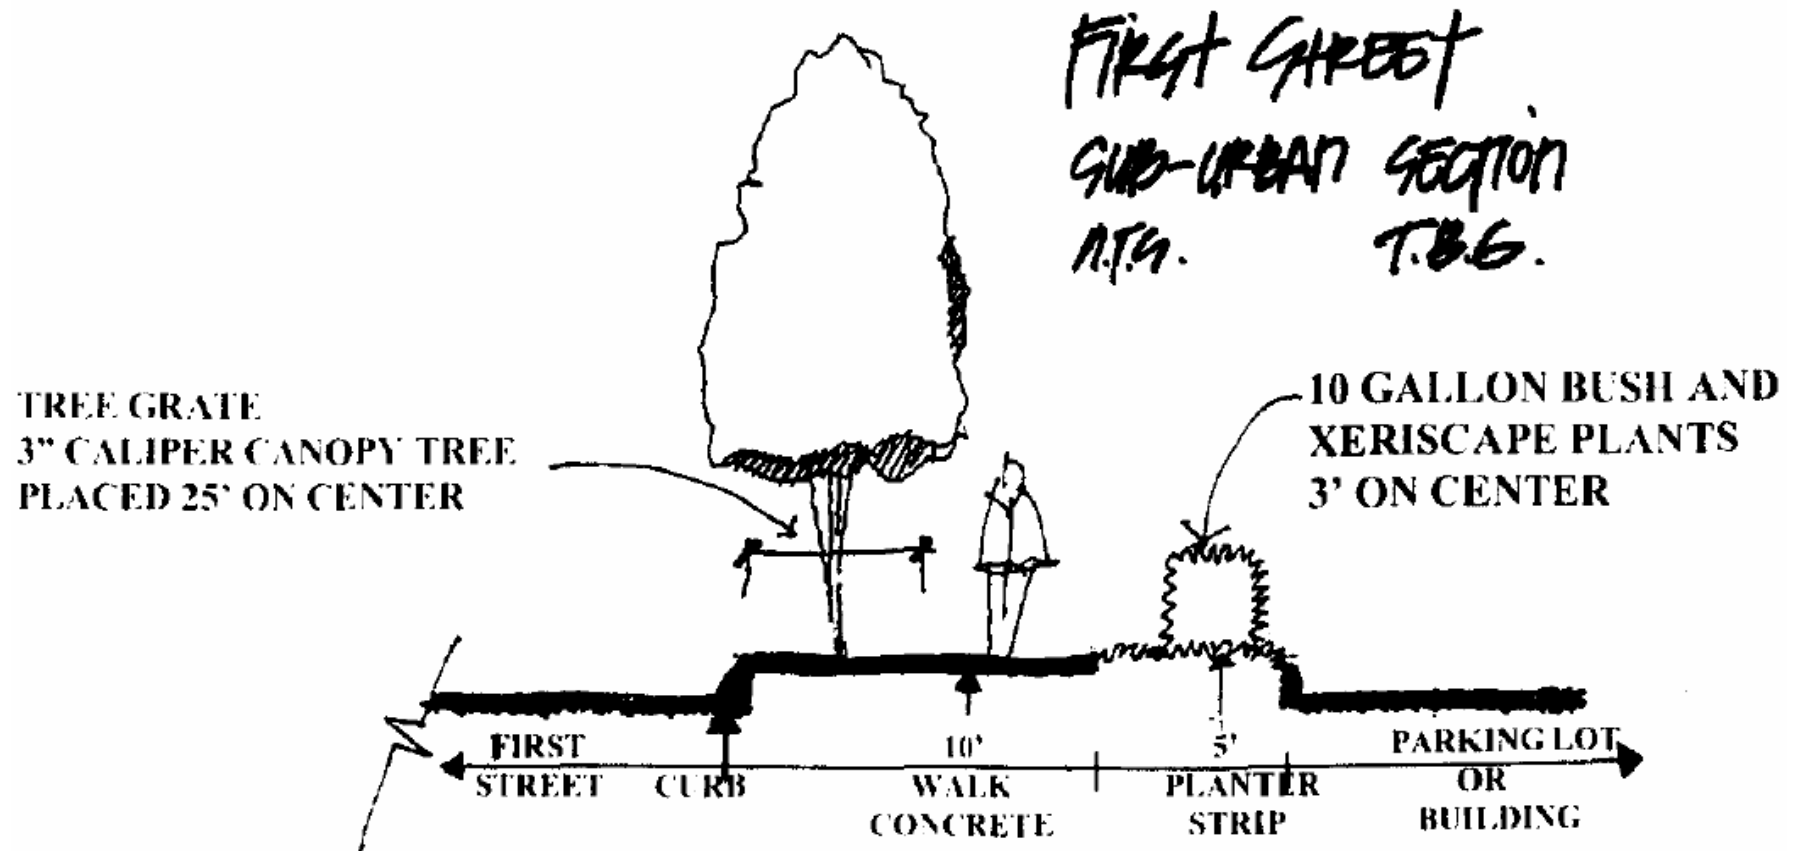 FIRST STREET
SUB-URBAN SECTION
N.T.S. T.B.G.
TREE GRATE
3" CALIPER CANOPY TREE
PLACED 25' ON CENTER
10 GALLON BUSH AND
XERISCAPE PLANTS
3' ON CENTER
FIRST
STREET
CURB
10'
WALK
CONCRETE
5'
PLANTER
STRIP
PARKING LOT
OR
BUILDING